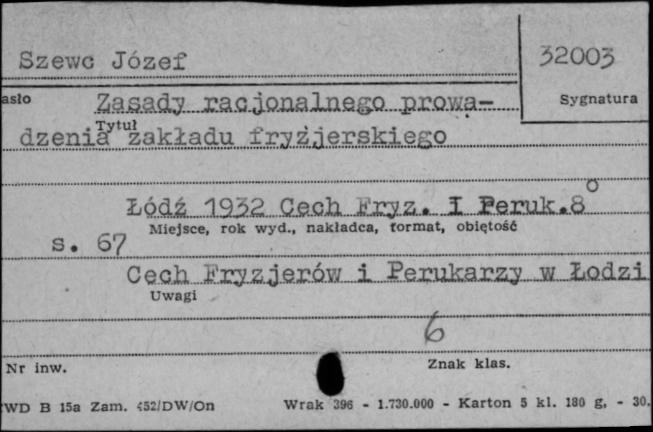 Szewc Józef
32003
asło
Sygnatura
Zasady racjonalnego prowa-
Tytuł
dzenia zakładu fryzjerskiego
Łódź 1932 Cech Fryz. I Peruk.8°
Miejsce, rok wyd., nakładca, format, obiętość
s. 67
Cech Fryzjerów i Perukarzy w Łodzi
Uwagi
6
Nr inw.
Znak klas.
WD B 15a Zam. 452/DW/On Wrak 396 - 1.730.000 - Karton 5 kl. 180 g. - 30.